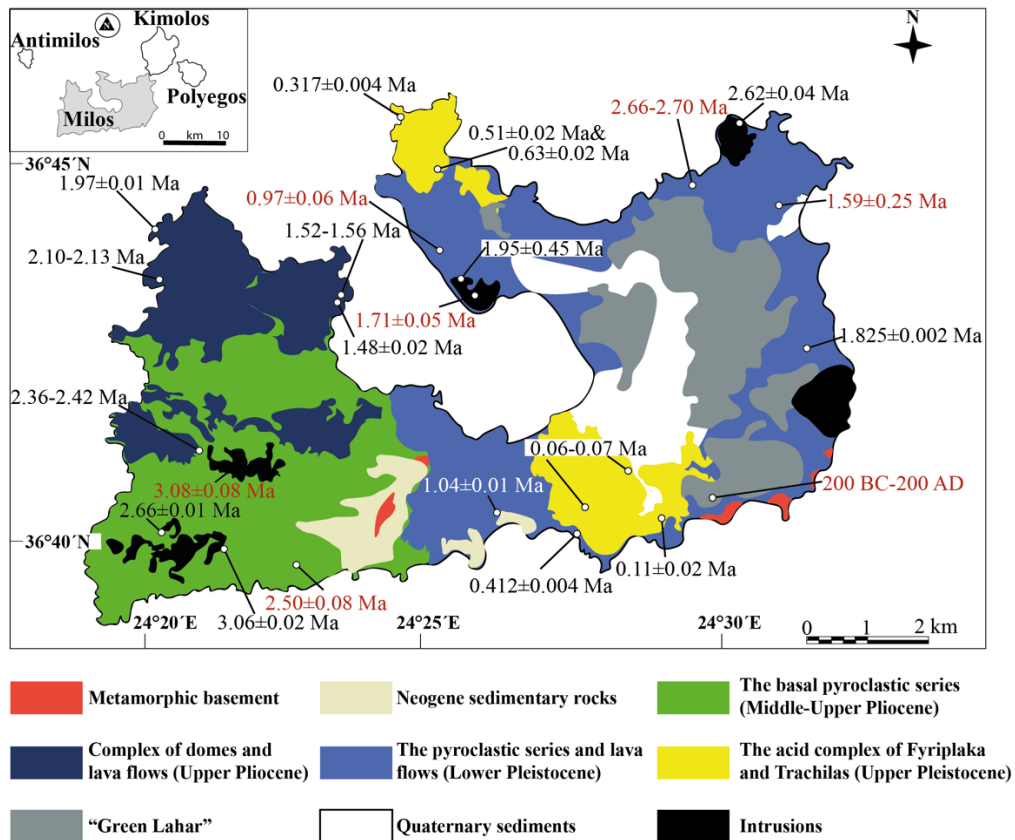 Kimolos
Antimilos
Polyegos
Milos
0 km 10
0.317±0.004 Ma
2.66-2.70 Ma
2.62±0.04 Ma
0.51±0.02 Ma&
0.63±0.02 Ma
36°45´N
1.97±0.01 Ma
0.97±0.06 Ma
1.59±0.25 Ma
1.52-1.56 Ma
1.95±0.45 Ma
2.10-2.13 Ma
1.71±0.05 Ma
1.48±0.02 Ma
1.825±0.002 Ma
2.36-2.42 Ma
0.06-0.07 Ma
3.08±0.08 Ma
1.04±0.01 Ma
200 BC-200 AD
2.66±0.01 Ma
36°40´N
0.11±0.02 Ma
0.412±0.004 Ma
2.50±0.08 Ma
3.06±0.02 Ma
24°20´E
24°25´E
24°30´E
0 1 2 km
Metamorphic basement
Neogene sedimentary rocks
The basal pyroclastic series
(Middle-Upper Pliocene)
Complex of domes and
lava flows (Upper Pliocene)
The pyroclastic series and lava
flows (Lower Pleistocene)
The acid complex of Fyriplaka
and Trachilas (Upper Pleistocene)
“Green Lahar”
Quaternary sediments
Intrusions